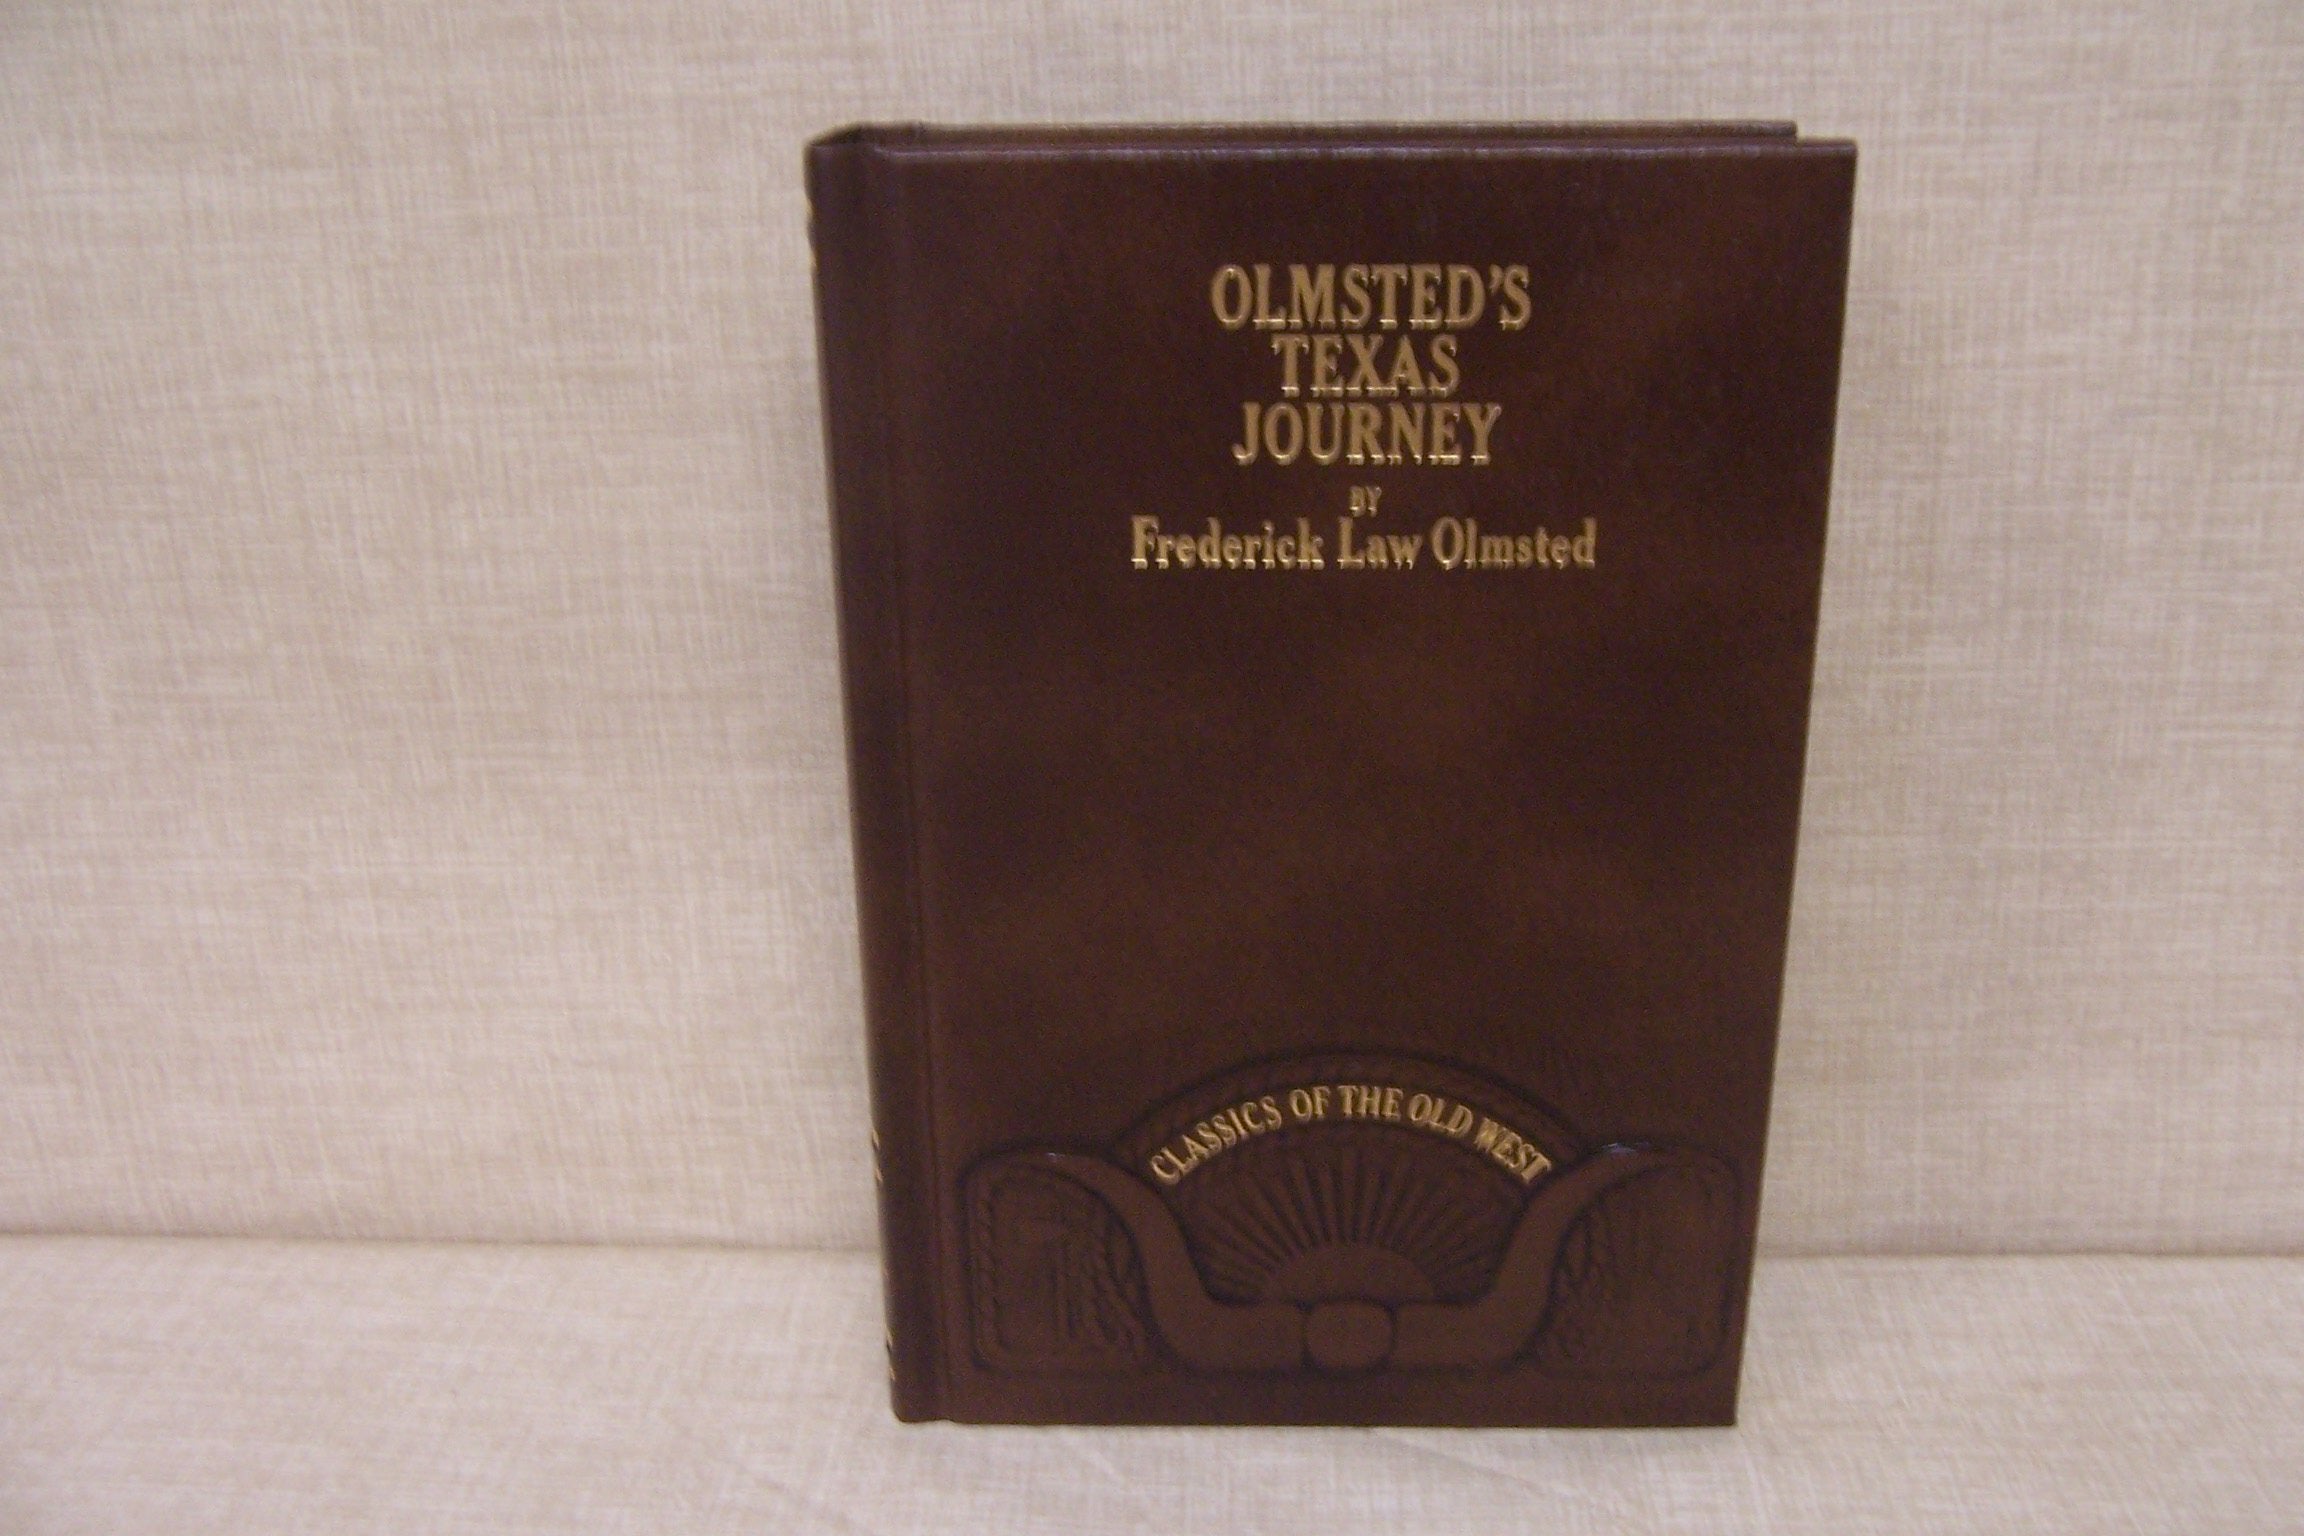 OLMSTED'S
TEXAS
JOURNEY
BY
Frederick Law Olmsted
CLASSICS OF THE OLD WEST